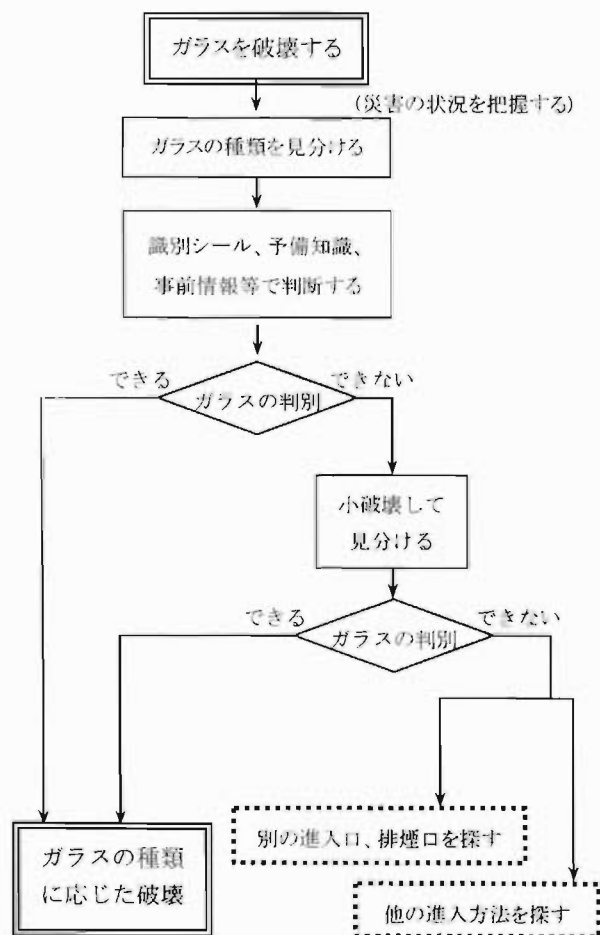 ガラスを破壊する
(災害の状況を把握する)
ガラスの種類を見分ける
識別シール、予備知識、
事前情報等で判断する
できる
できない
ガラスの判別
小破壊して
見分ける
できる
できない
ガラスの判別
別の進入口、排煙口を探す
ガラスの種類
に応じた破壊
他の進入方法を探す